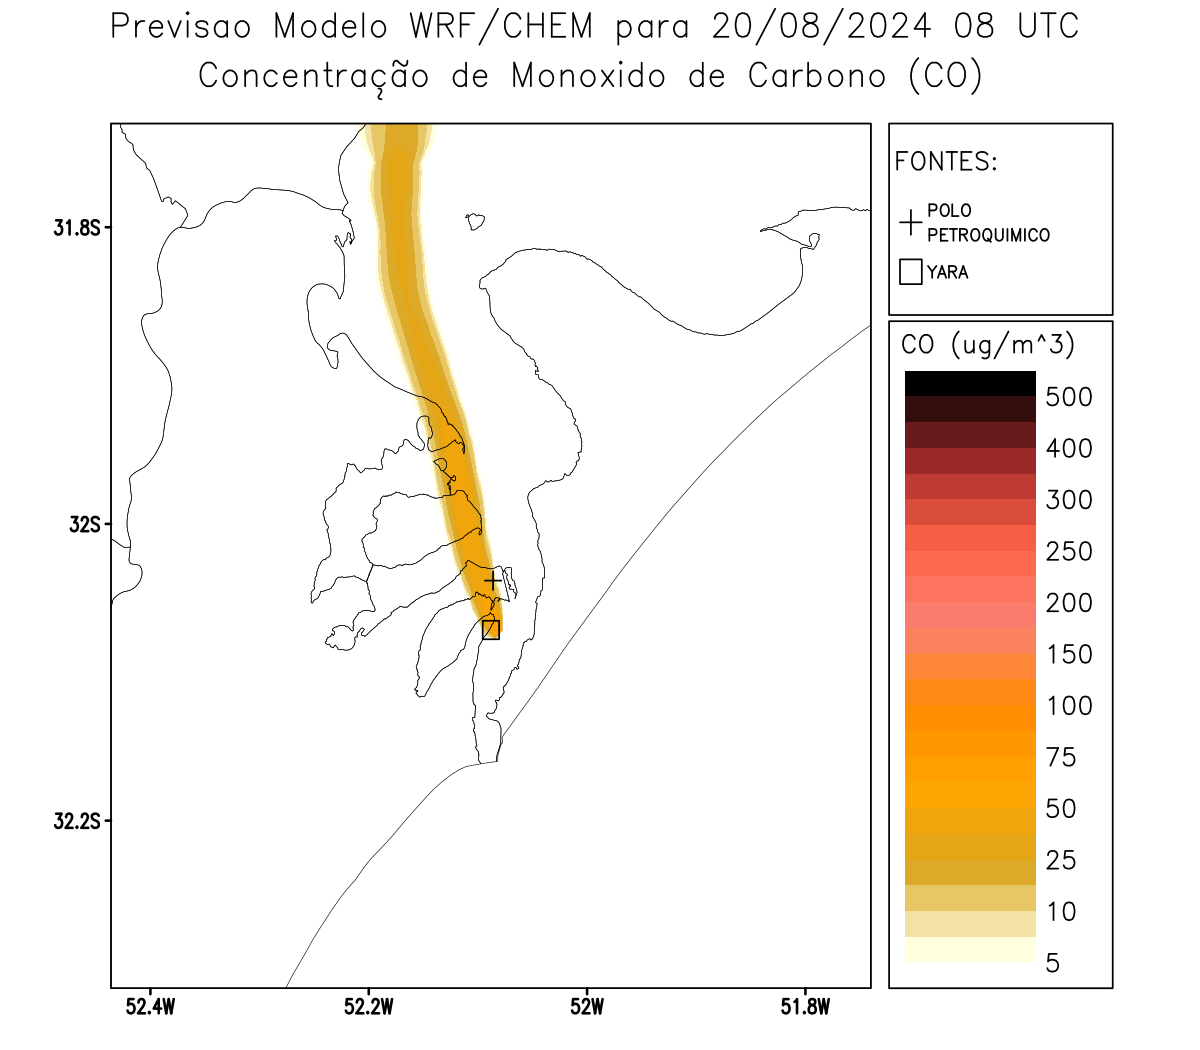 Previsao Modelo WRF/CHEM para 20/08/2024 08 UTC
Concentração de Monoxido de Carbono (CO)
FONTES:
POLO
PETROQUIMICO
YARA
CO (ug/m^3)
500
400
300
250
200
150
100
75
50
25
10
5
31.8S
32S
32.2S
52.4W
52.2W
52W
51.8W